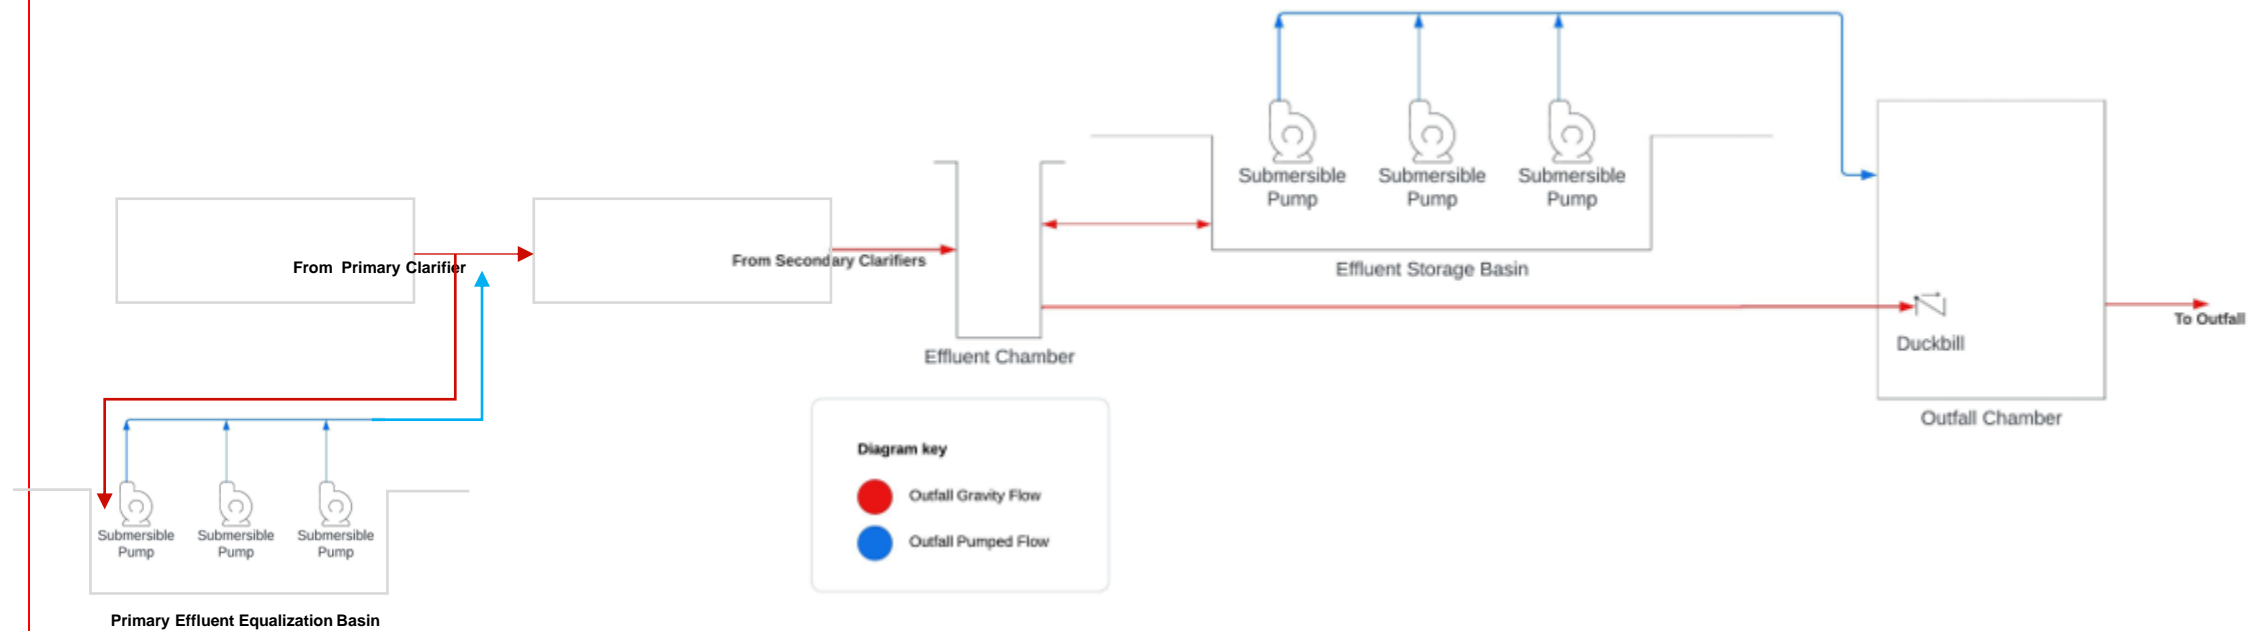 Submersible
Pump
Submersible
Pump
Submersible
Pump
From Primary Clarifier
From Secondary Clarifiers
Effluent Storage Basin
To Outfall
Duckbill
Effluent Chamber
Outfall Chamber
Diagram key
Outfall Gravity Flow
Outfall Pumped Flow
Submersible
Pump
Submersible
Pump
Submersible
Pump
Primary Effluent Equalization Basin